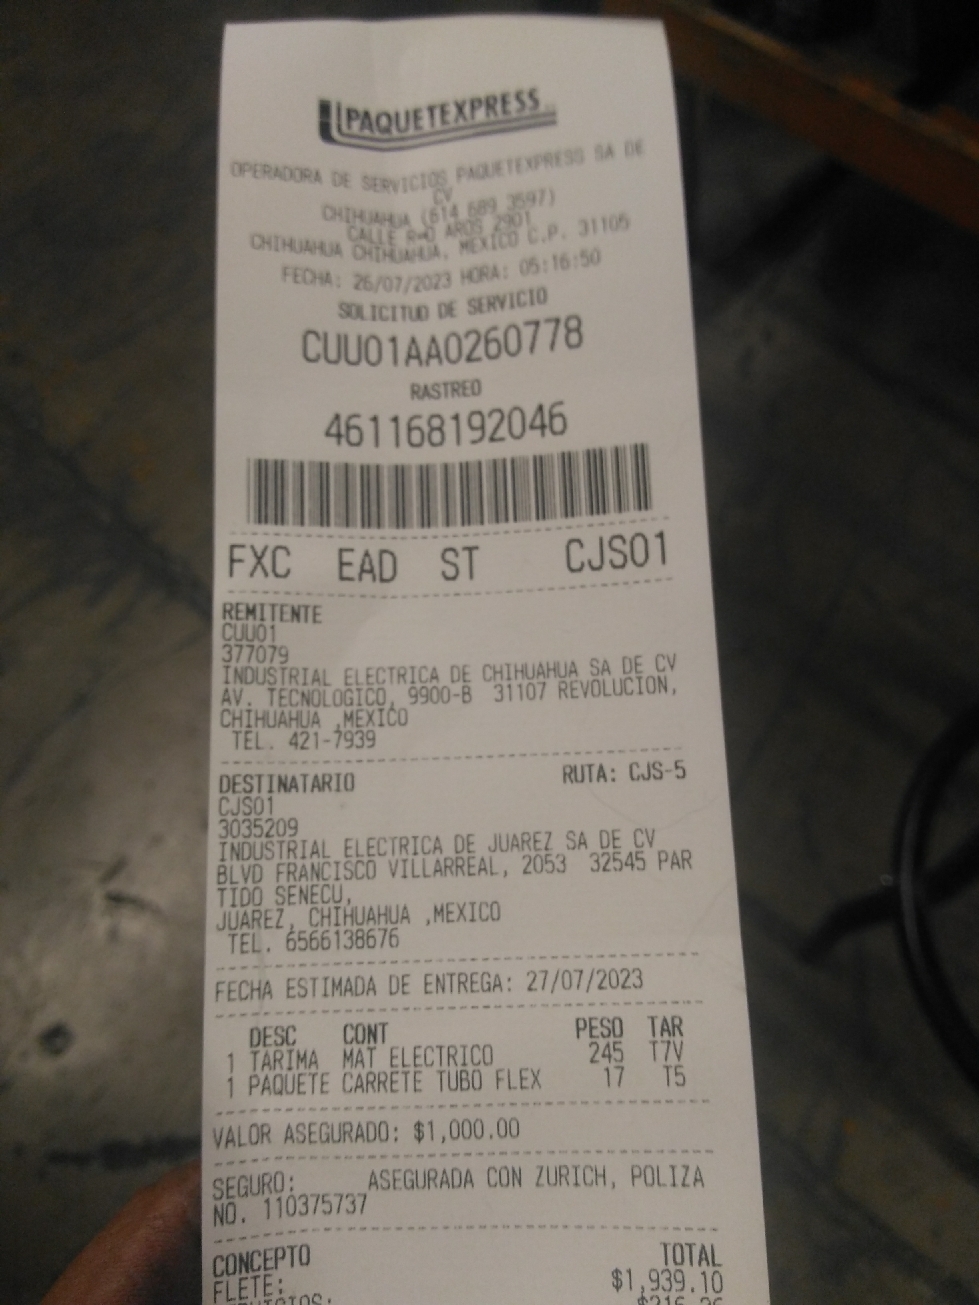 PAQUETEXPRESS
OPERADORA DE SERVICIOS PAQUETEXPRESS SA DE
CV
CHIHUAHUA (614 689 3597)
CALLE R=O AROS 2901
CHIHUAHUA CHIHUAHUA, MEXICO C.P. 31105
FECHA: 26/07/2023 HORA: 05:16:50
SOLICITUD DE SERVICIO
CUU01AA0260778
RASTREO
461168192046
FXC EAD ST CJS01
REMITENTE
CUU01
377079
INDUSTRIAL ELECTRICA DE CHIHUAHUA SA DE CV
AV. TECNOLOGICO, 9900-B 31107 REVOLUCION,
CHIHUAHUA ,MEXICO
TEL. 421-7939
DESTINATARIO RUTA: CJS-5
CJS01
3035209
INDUSTRIAL ELECTRICA DE JUAREZ SA DE CV
BLVD FRANCISCO VILLARREAL, 2053 32545 PAR
TIDO SENECU,
JUAREZ, CHIHUAHUA ,MEXICO
TEL. 6566138676
FECHA ESTIMADA DE ENTREGA: 27/07/2023
DESC CONT PESO TAR
1 TARIMA MAT ELECTRICO 245 T7V
1 PAQUETE CARRETE TUBO FLEX 17 T5
VALOR ASEGURADO: $1,000.00
SEGURO: ASEGURADA CON ZURICH, POLIZA
NO. 110375737
CONCEPTO TOTAL
FLETE: $1,939.10